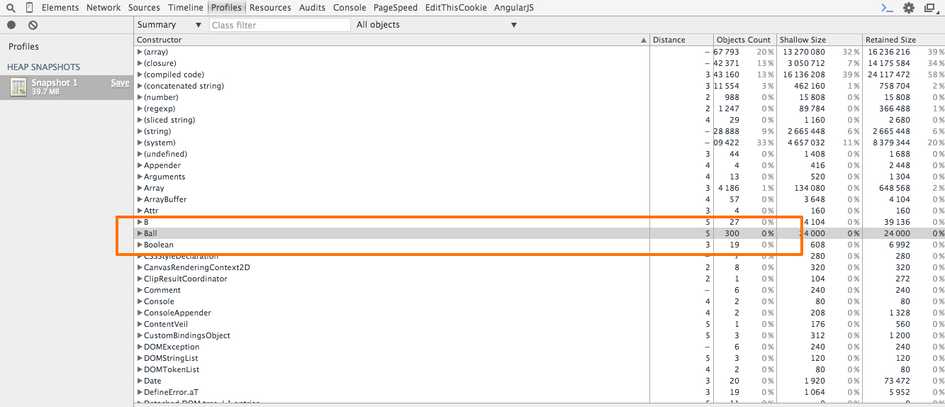 Elements Network Sources Timeline Profiles Resources Audits Console PageSpeed EditThisCookie AngularJS
Summary Class filter All objects
Profiles
HEAP SNAPSHOTS
Snapshot 1 Save
39.7 MB
Constructor Distance Objects Count Shallow Size Retained Size
(array) – 67 793 20 % 13 270 080 32 % 16 236 216 39 %
(closure) – 42 371 13 % 3 050 712 7 % 14 175 584 34 %
(compiled code) 3 43 160 13 % 16 136 208 39 % 24 117 472 58 %
(concatenated string) 3 11 554 3 % 462 160 1 % 758 704 2 %
(number) 2 988 0 % 15 808 0 % 15 808 0 %
(regexp) 2 1 247 0 % 89 784 0 % 366 488 1 %
(sliced string) 4 29 0 % 1 160 0 % 2 680 0 %
(string) – 28 888 9 % 2 665 448 6 % 2 665 448 6 %
(system) – 09 422 33 % 4 657 032 11 % 8 379 344 20 %
(undefined) 3 44 0 % 1 408 0 % 1 688 0 %
Appender 4 4 0 % 416 0 % 2 448 0 %
Arguments 4 13 0 % 520 0 % 1 304 0 %
Array 3 4 186 1 % 134 080 0 % 648 568 2 %
ArrayBuffer 4 57 0 % 3 648 0 % 4 104 0 %
Attr 3 4 0 % 160 0 % 160 0 %
B 5 27 0 % 4 104 0 % 39 136 0 %
Ball 5 300 0 % 24 000 0 % 24 000 0 %
Boolean 3 19 0 % 608 0 % 6 992 0 %
CSSStyleDeclaration 7 0 % 280 0 % 280 0 %
CanvasRenderingContext2D 2 8 0 % 320 0 % 320 0 %
ClipResultCoordinator 2 1 0 % 104 0 % 272 0 %
Comment – 6 0 % 240 0 % 240 0 %
Console 4 2 0 % 80 0 % 80 0 %
ConsoleAppender 4 2 0 % 208 0 % 1 328 0 %
ContentVeil 5 1 0 % 176 0 % 560 0 %
CustomBindingsObject 5 3 0 % 312 0 % 1 200 0 %
DOMException – 6 0 % 240 0 % 240 0 %
DOMStringList 5 3 0 % 120 0 % 120 0 %
DOMTokenList 4 2 0 % 80 0 % 80 0 %
Date 3 20 0 % 1 920 0 % 73 472 0 %
DefineError.aT 3 19 0 % 1 064 0 % 5 952 0 %